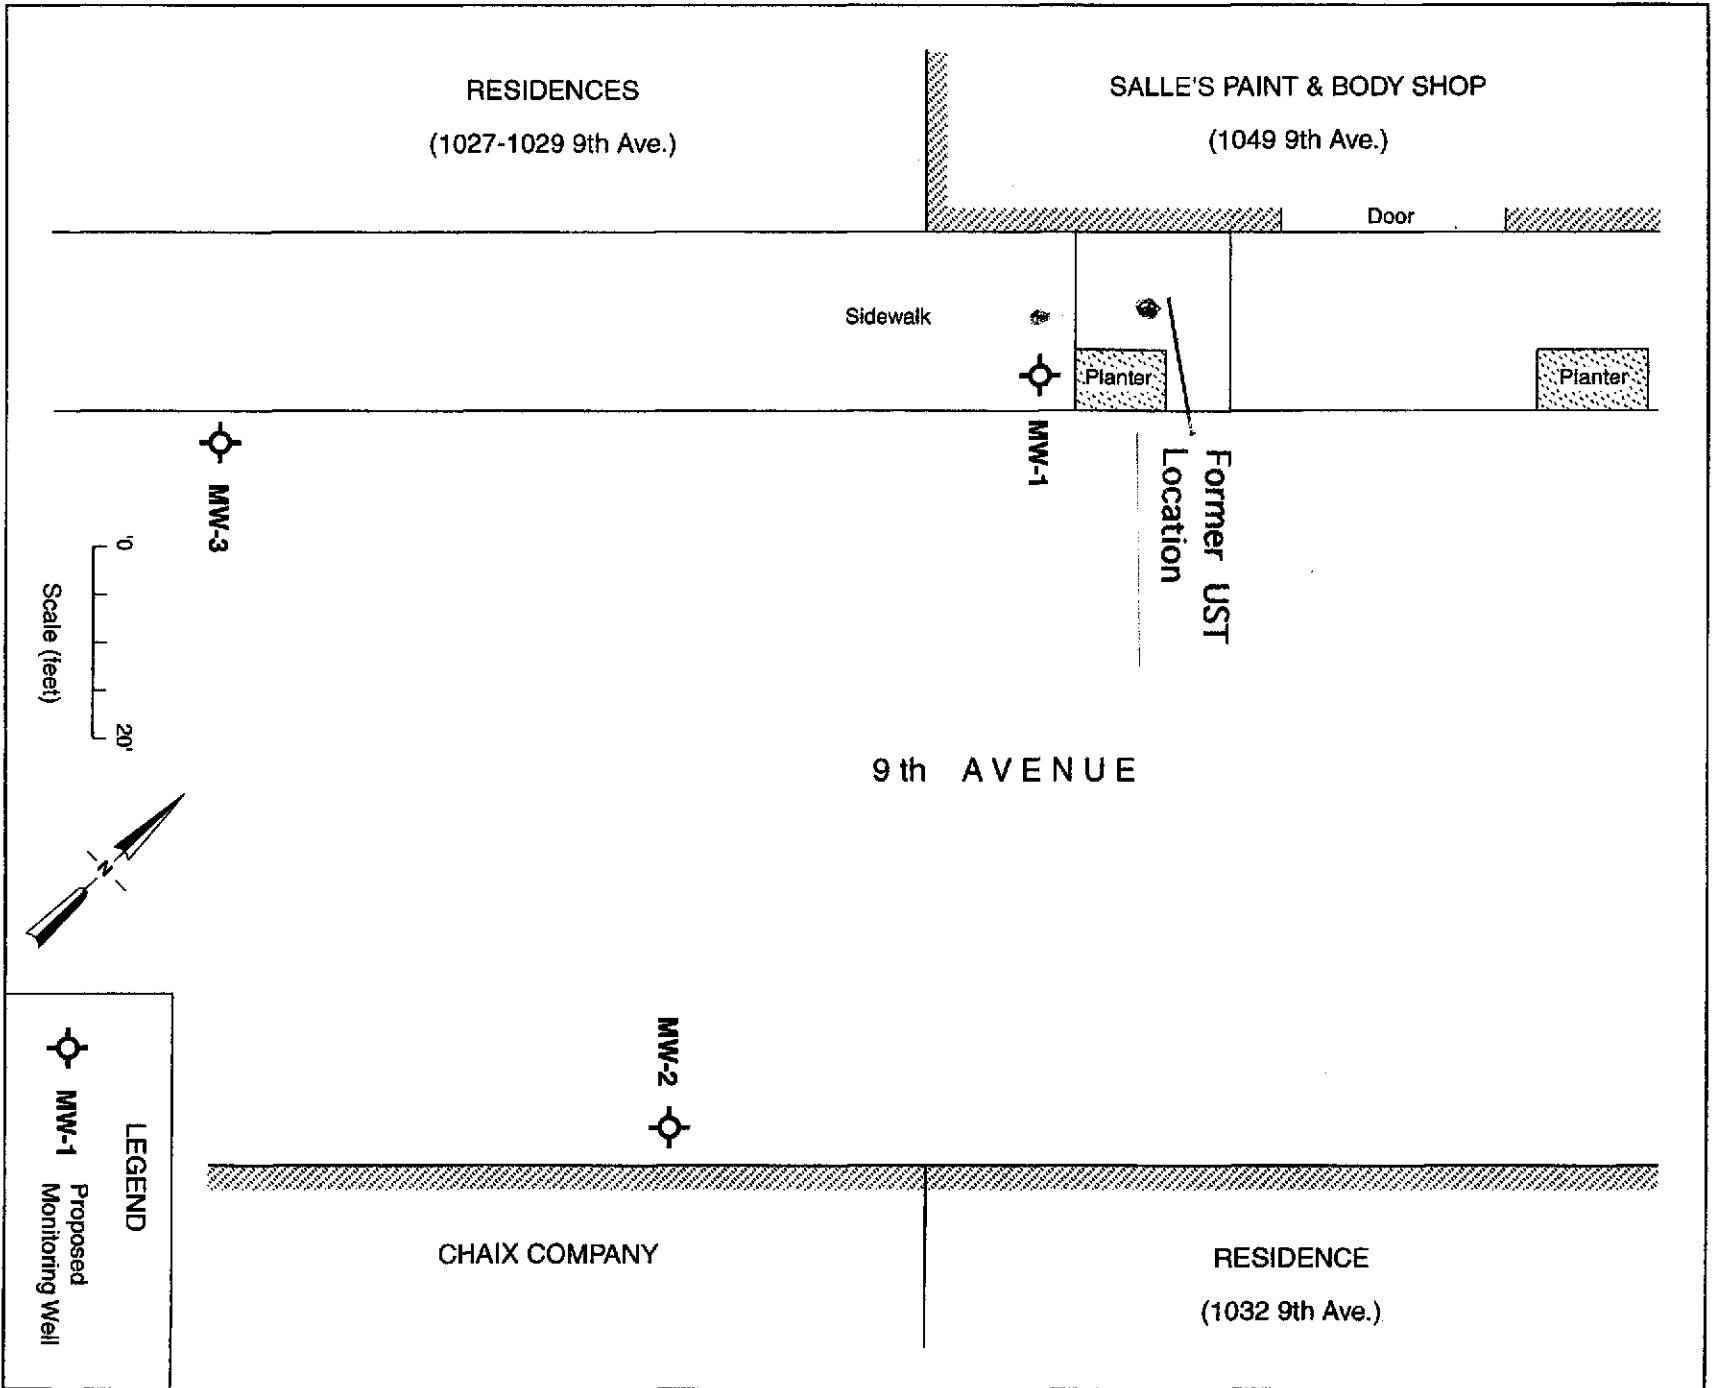 RESIDENCES
(1027-1029 9th Ave.)
SALLE'S PAINT & BODY SHOP
(1049 9th Ave.)
Door
Sidewalk
Planter
Planter
MW-1
Former UST
Location
MW-3
'0
20'
Scale (feet)
9th AVENUE
N
MW-2
LEGEND
MW-1
Proposed
Monitoring Well
CHAIX COMPANY
RESIDENCE
(1032 9th Ave.)